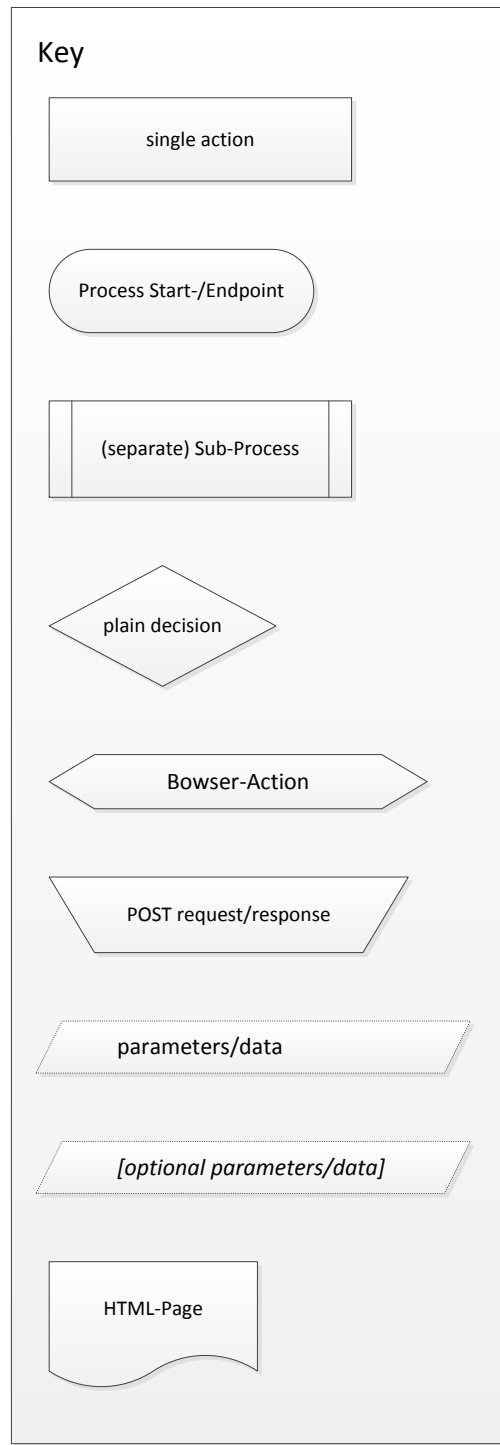 Key
single action
Process Start-/Endpoint
(separate) Sub-Process
plain decision
Bowser-Action
POST request/response
parameters/data
[optional parameters/data]
HTML-Page